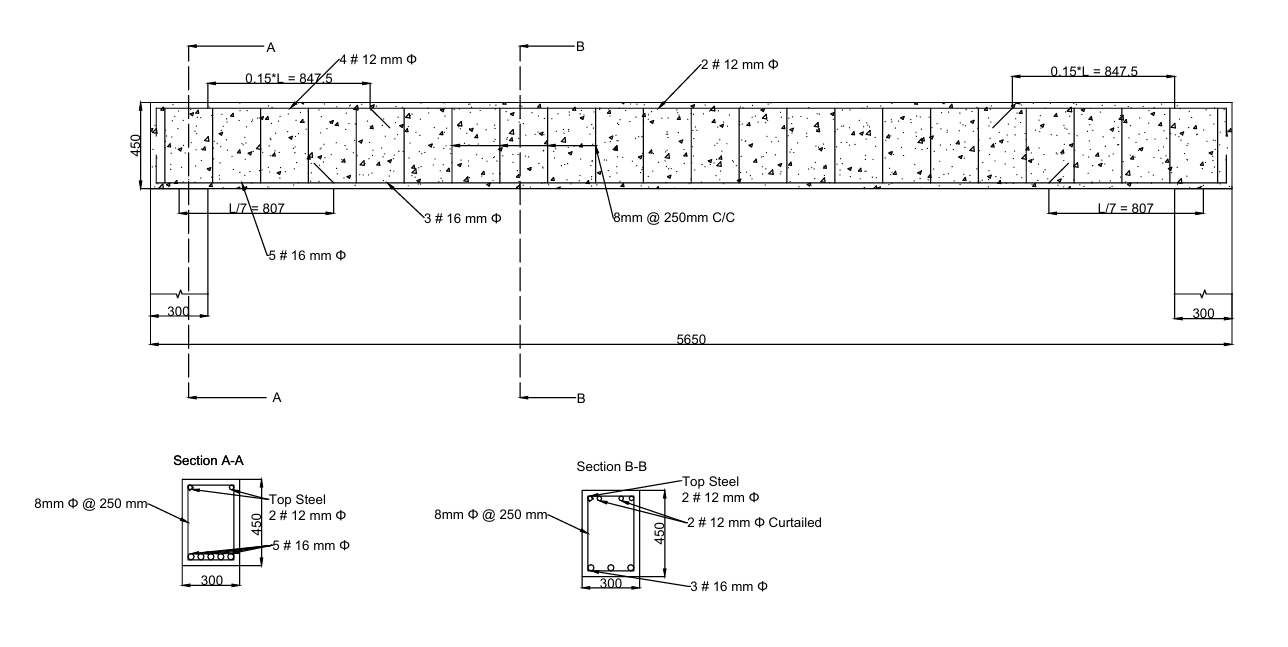 A
B
4 # 12 mm Φ
2 # 12 mm Φ
0.15*L = 847.5
0.15*L = 847.5
450
L/7 = 807
3 # 16 mm Φ
8mm @ 250mm C/C
L/7 = 807
5 # 16 mm Φ
300
300
5650
A
B
Section A-A
8mm Φ @ 250 mm
Top Steel
2 # 12 mm Φ
450
5 # 16 mm Φ
300
Section B-B
Top Steel
2 # 12 mm Φ
8mm Φ @ 250 mm
2 # 12 mm Φ Curtailed
450
300
3 # 16 mm Φ